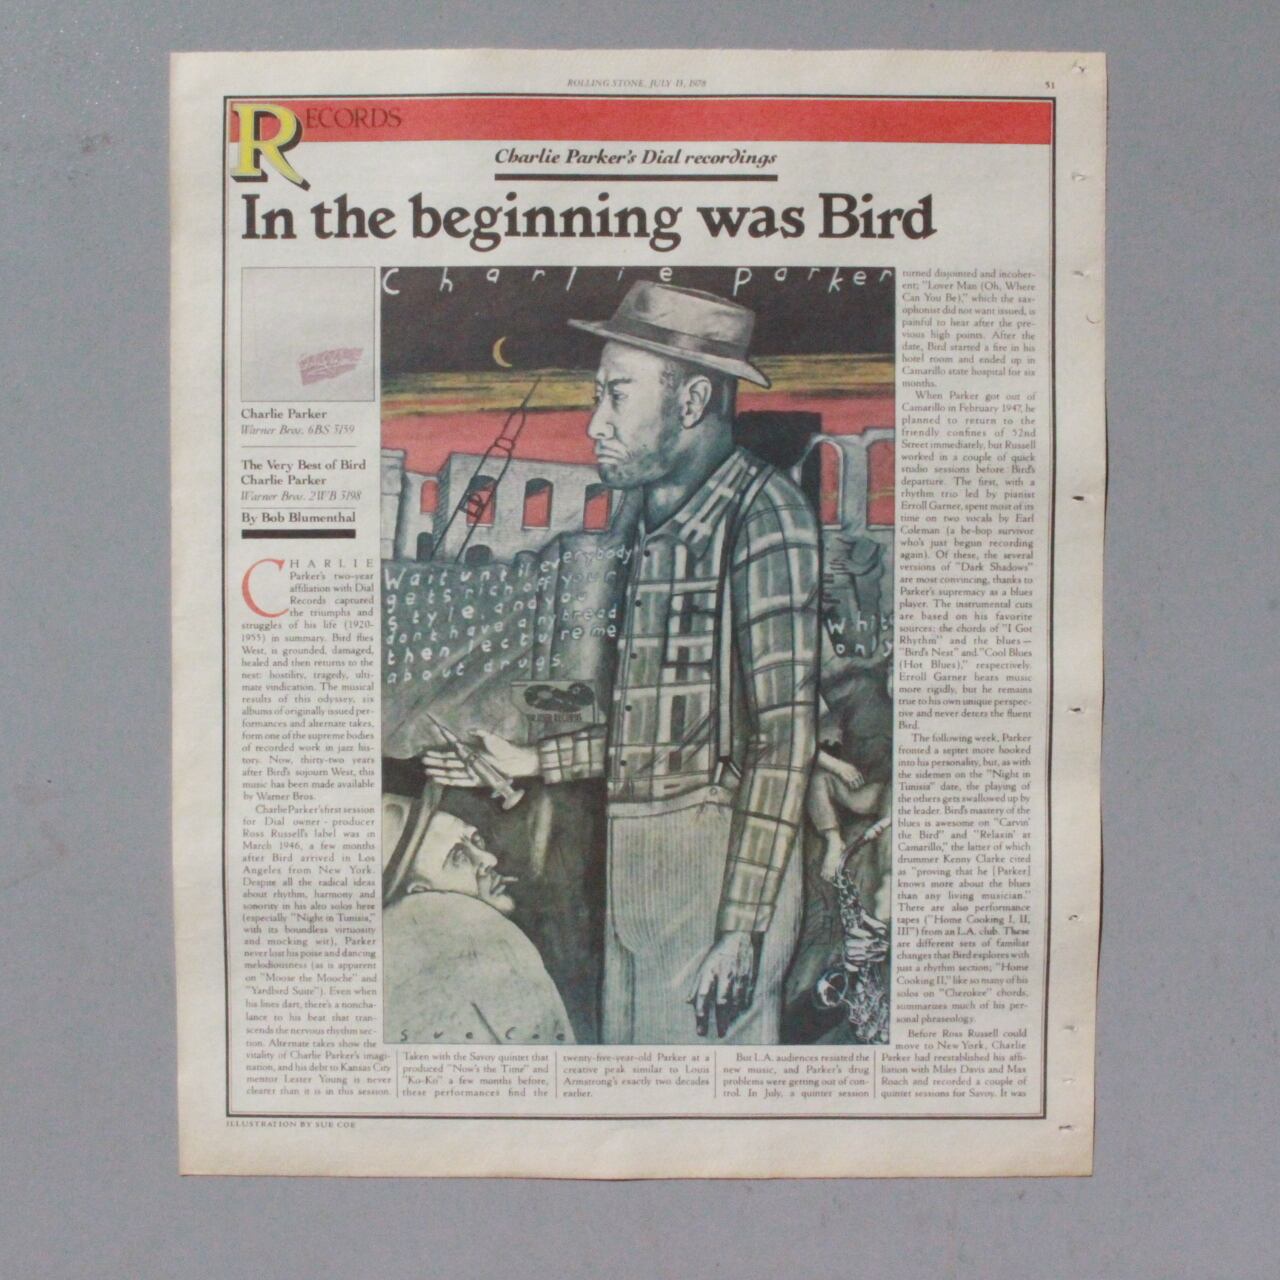 ROLLING STONE, JULY 13, 1978
51
RECORDS
Charlie Parker's Dial recordings
In the beginning was Bird
Charlie Parker
Warner Bros. 6BS 3159
The Very Best of Bird
Charlie Parker
Warner Bros. 2WB 3198
By Bob Blumenthal
CHARLIE
Parker's two-year
affiliation with Dial
Records captured
the triumphs and
struggles of his life (1920-
1955) in summary. Bird flies
West, is grounded, damaged,
healed and then returns to the
nest: hostility, tragedy, ulti-
mate vindication. The musical
results of this odyssey, six
albums of originally issued per-
formances and alternate takes,
form one of the supreme bodies
of recorded work in jazz his-
tory. Now, thirty-two years
after Bird's sojourn West, this
music has been made available
by Warner Bros.
Charlie Parker's first session
for Dial owner-producer
Ross Russell's label was in
March 1946, a few months
after Bird arrived in Los
Angeles from New York.
Despite all the radical ideas
about rhythm, harmony and
sonority in his alto solos here
(especially "Night in Tunisia,"
with its boundless virtuosity
and mocking wit), Parker
never lost his poise and dancing
melodiousness (as is apparent
on "Moose the Mooche" and
"Yardbird Suite"). Even when
his lines dart, there's a noncha-
lance to his beat that tran-
scends the nervous rhythm sec-
tion. Alternate takes show the
vitality of Charlie Parker's imagi-
nation, and his debt to Kansas City
mentor Lester Young is never
clearer than it is in this session.
Charlie Parker
Wait until everybody
gets rich off your
style and you
dont have any bread
then lecture me
about drugs
White
only
Sue Coe
Taken with the Savoy quintet that
produced "Now's the Time" and
"Ko-Ko" a few months before,
these performances find the
twenty-five-year-old Parker at a
creative peak similar to Louis
Armstrong's exactly two decades
earlier.
But L.A. audiences resisted the
new music, and Parker's drug
problems were getting out of con-
trol. In July, a quintet session
turned disjointed and incoher-
ent; "Lover Man (Oh, Where
Can You Be)," which the sax-
ophonist did not want issued, is
painful to hear after the pre-
vious high points. After the
date, Bird started a fire in his
hotel room and ended up in
Camarillo state hospital for six
months.
When Parker got out of
Camarillo in February 1947, he
planned to return to the
friendly confines of 52nd
Street immediately, but Russell
worked in a couple of quick
studio sessions before Bird's
departure. The first, with a
rhythm trio led by pianist
Erroll Garner, spent most of its
time on two vocals by Earl
Coleman (a be-bop survivor
who's just begun recording
again). Of these, the several
versions of "Dark Shadows"
are most convincing, thanks to
Parker's supremacy as a blues
player. The instrumental cuts
are based on his favorite
sources: the chords of "I Got
Rhythm" and the blues—
"Bird's Nest" and "Cool Blues
(Hot Blues)," respectively.
Erroll Garner hears music
more rigidly, but he remains
true to his own unique perspec-
tive and never deters the fluent
Bird.
The following week, Parker
fronted a septet more hooked
into his personality, but, as with
the sidemen on the "Night in
Tunisia" date, the playing of
the others gets swallowed up by
the leader. Bird's mastery of the
blues is awesome on "Carvin'
the Bird" and "Relaxin' at
Camarillo," the latter of which
drummer Kenny Clarke cited
as "proving that he [Parker]
knows more about the blues
than any living musician."
There are also performance
tapes ("Home Cooking I, II,
III") from an L.A. club. These
are different sets of familiar
changes that Bird explores with
just a rhythm section; "Home
Cooking II," like so many of his
solos on "Cherokee" chords,
summarizes much of his per-
sonal phraseology.
Before Ross Russell could
move to New York, Charlie
Parker had reestablished his affi-
liation with Miles Davis and Max
Roach and recorded a couple of
quintet sessions for Savoy. It was
ILLUSTRATION BY SUE COE